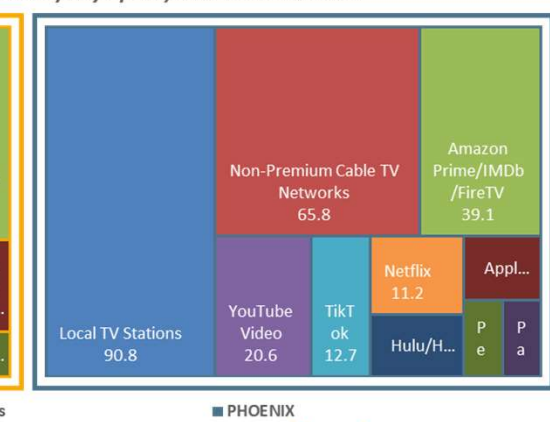 Local TV Stations
90.8
Non-Premium Cable TV
Networks
65.8
Amazon
Prime/IMDb
/FireTV
39.1
YouTube
Video
20.6
TikT
ok
12.7
Netflix
11.2
Hulu/H...
Appl...
P
e
P
a
s
PHOENIX